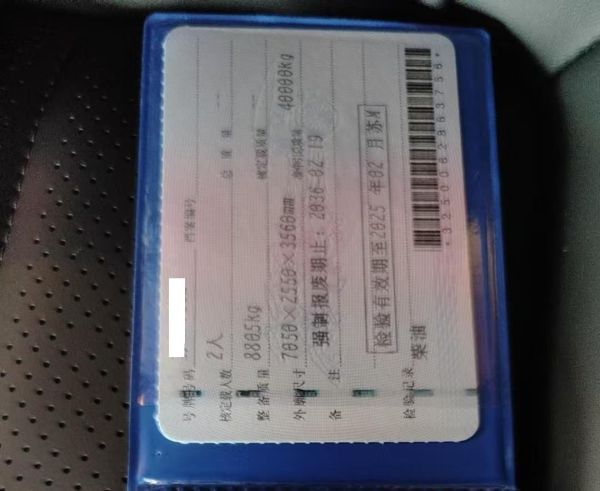 号牌号码 档案编号
核定载人数 2人 总质量
整备质量 8805kg 核定载质量
外廓尺寸 7050×2550×3560mm 准牵引总质量 40000kg
备注 强制报废期止：2036-02-19
检验有效期至2025年02月苏M
检验记录 柴油
*3250082863756*